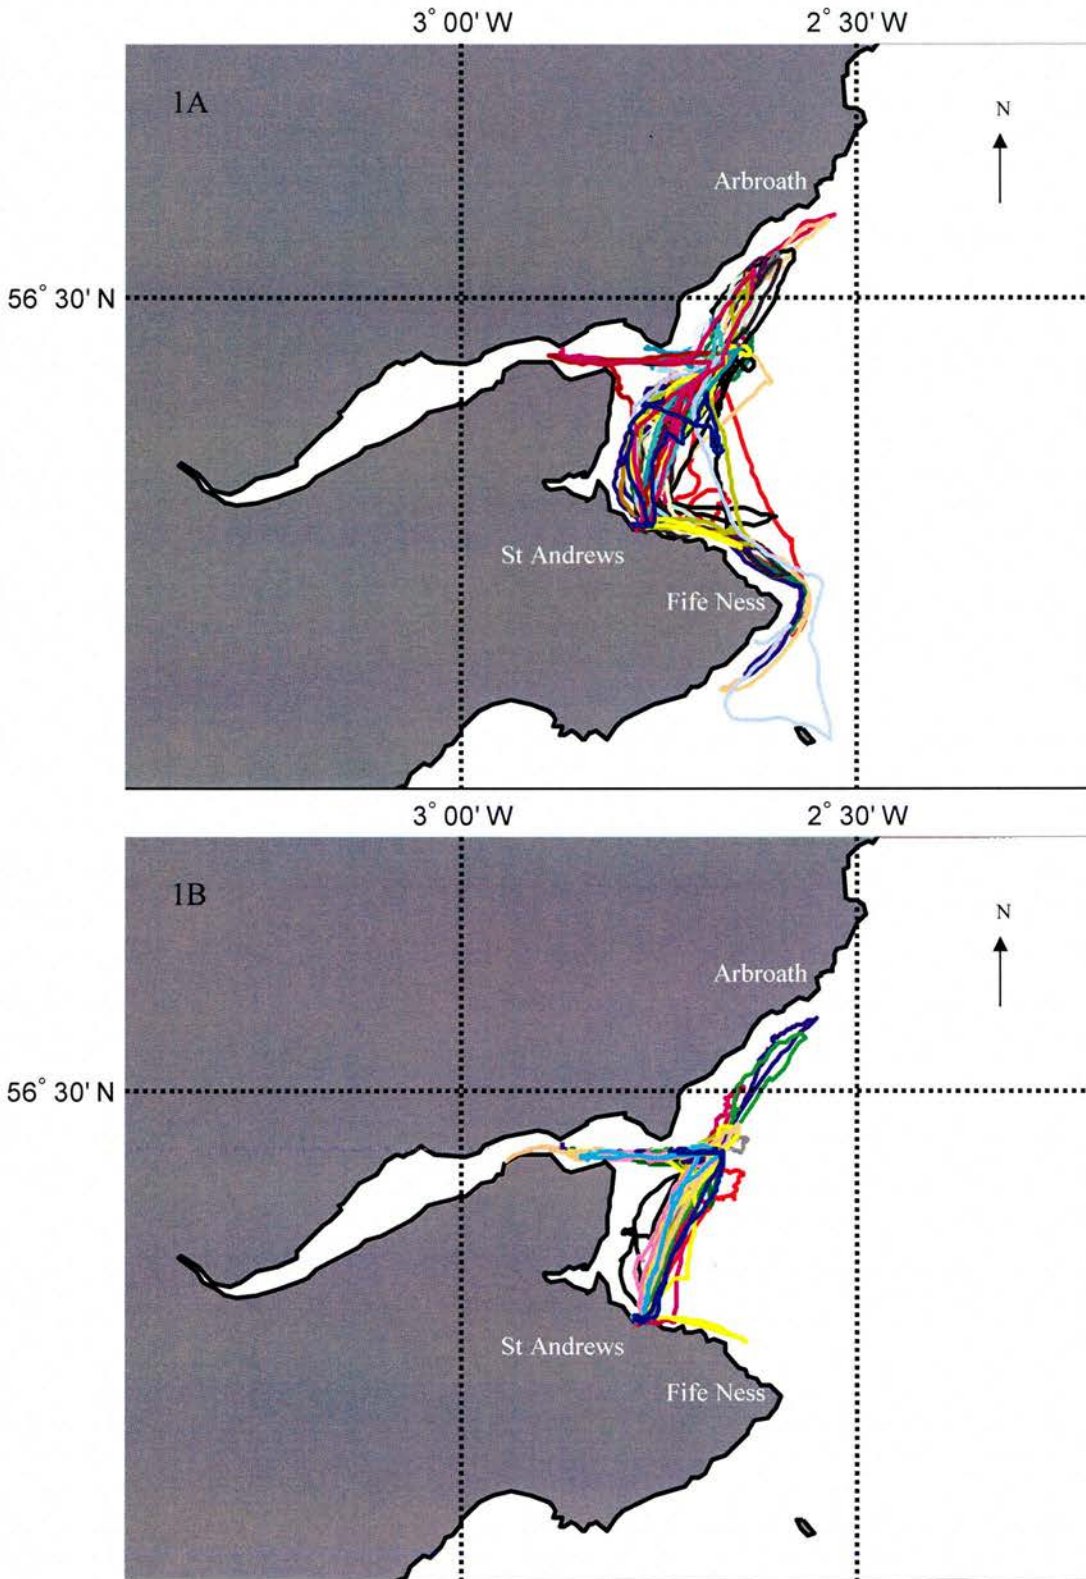 3° 00' W 2° 30' W
1A
N
Arbroath
56° 30' N
St Andrews
Fife Ness
3° 00' W 2° 30' W
1B
N
Arbroath
56° 30' N
St Andrews
Fife Ness